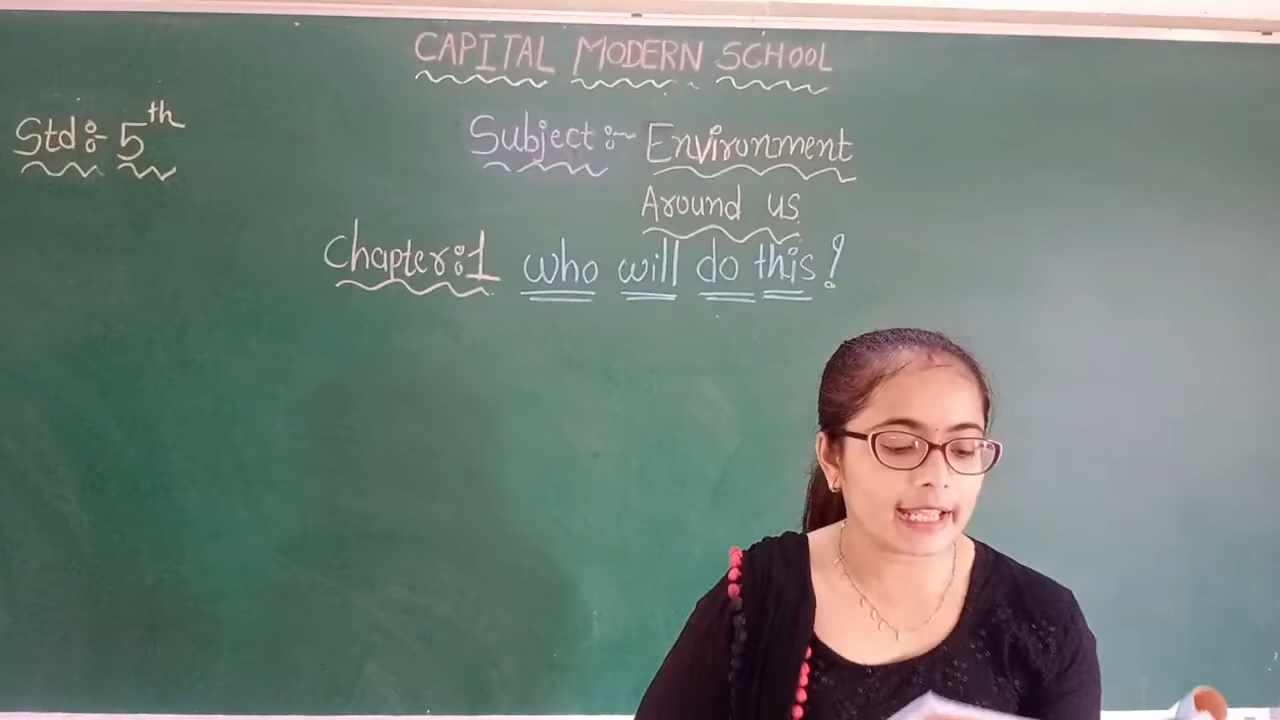 CAPITAL MODERN SCHOOL
Std:- 5th
Subject:- Environment
Around us
Chapter:1 who will do this!